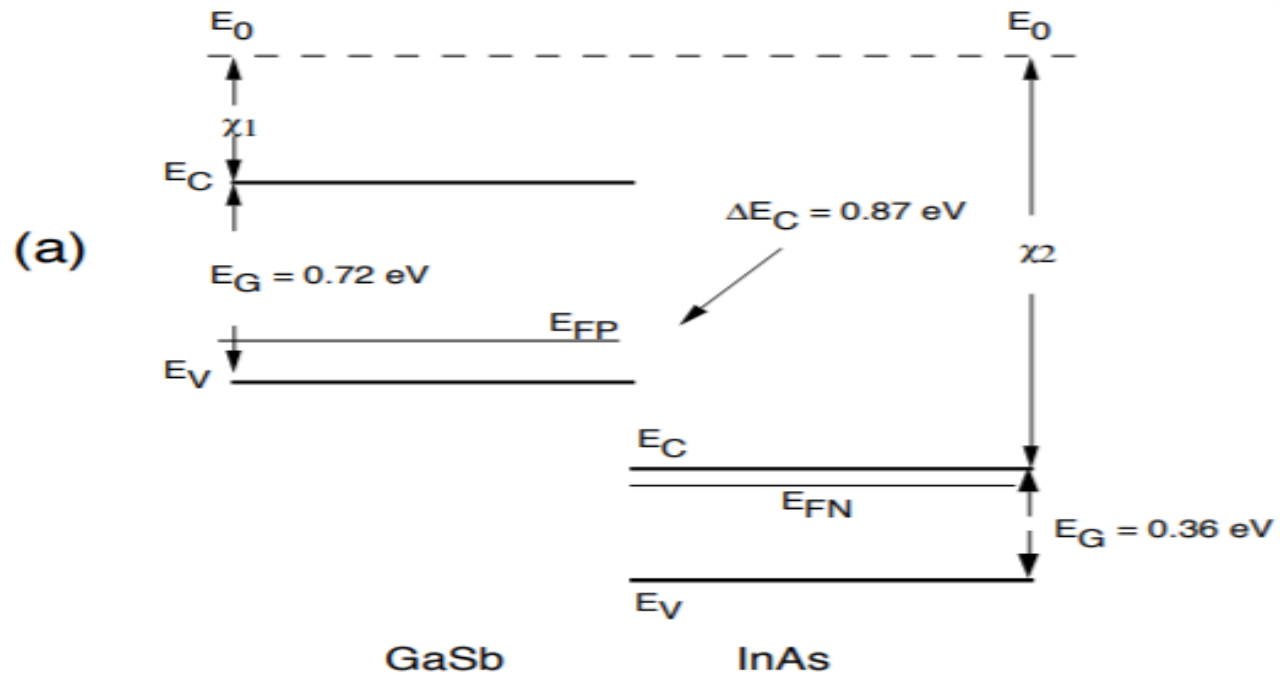 E0 E0
χ1
EC
ΔEC = 0.87 eV
(a)
χ2
EG = 0.72 eV
EFP
EV
EC
EFN
EG = 0.36 eV
EV
GaSb InAs